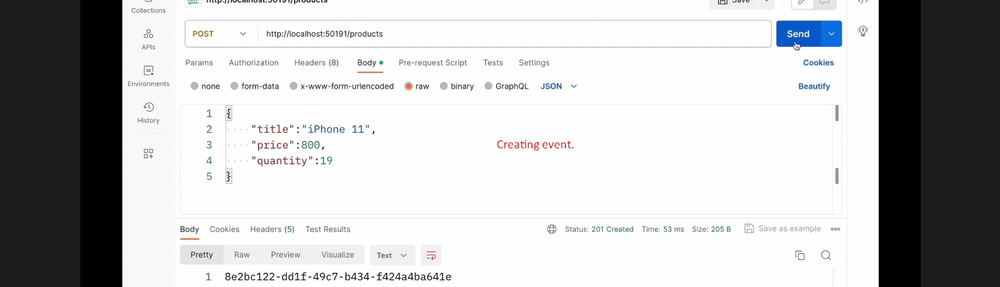 http://localhost:50191/products
Save
Collections
POST http://localhost:50191/products Send
APIs
Params Authorization Headers (8) Body Pre-request Script Tests Settings Cookies
Environments
none form-data x-www-form-urlencoded raw binary GraphQL JSON Beautify
History
1 {
2 "title":"iPhone 11",
3 "price":800,
4 "quantity":19
5 }
Creating event.
Body Cookies Headers (5) Test Results Status: 201 Created Time: 53 ms Size: 205 B Save as example
Pretty Raw Preview Visualize Text
1 8e2bc122-dd1f-49c7-b434-f424a4ba641e